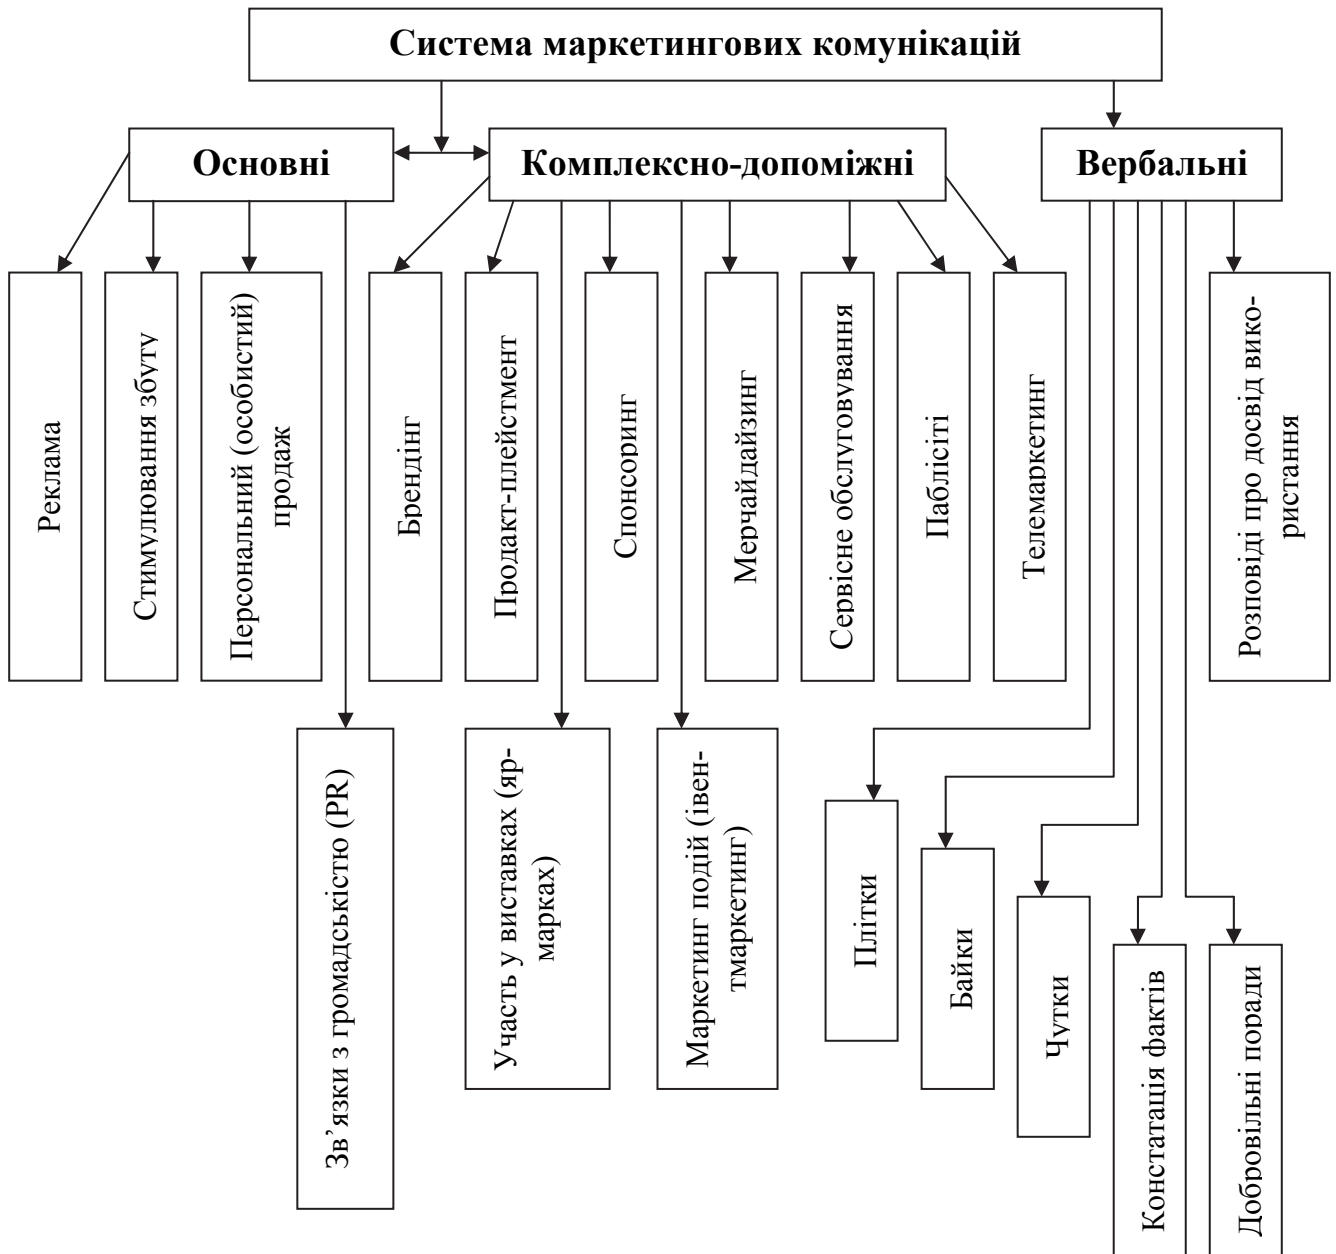 Система маркетингових комунікацій
Основні
Комплексно-допоміжні
Вербальні
Реклама
Стимулювання збуту
Персональний (особистий)
продаж
Брендінг
Продакт-плейстмент
Спонсоринг
Мерчайдайзинг
Сервісне обслуговування
Паблісіті
Телемаркетинг
Розповіді про досвід вико-
ристання
Зв’язки з громадськістю (PR)
Участь у виставках (яр-
марках)
Маркетинг подій (івен-
тмаркетинг)
Плітки
Байки
Чутки
Констатація фактів
Добровільні поради